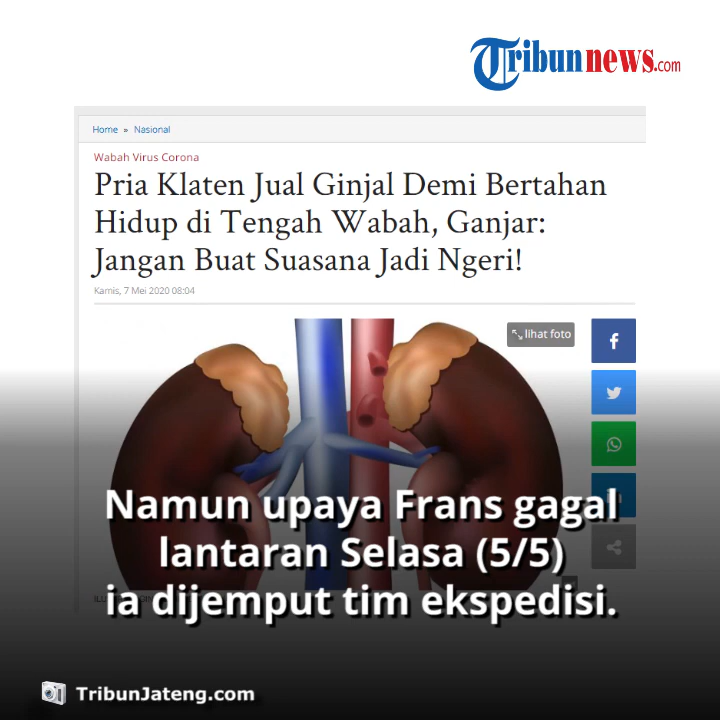 Tribunnews.com
Home » Nasional
Wabah Virus Corona
Pria Klaten Jual Ginjal Demi Bertahan
Hidup di Tengah Wabah, Ganjar:
Jangan Buat Suasana Jadi Ngeri!
Kamis, 7 Mei 2020 08:04
lihat foto
Namun upaya Frans gagal
lantaran Selasa (5/5)
ia dijemput tim ekspedisi.
TribunJateng.com